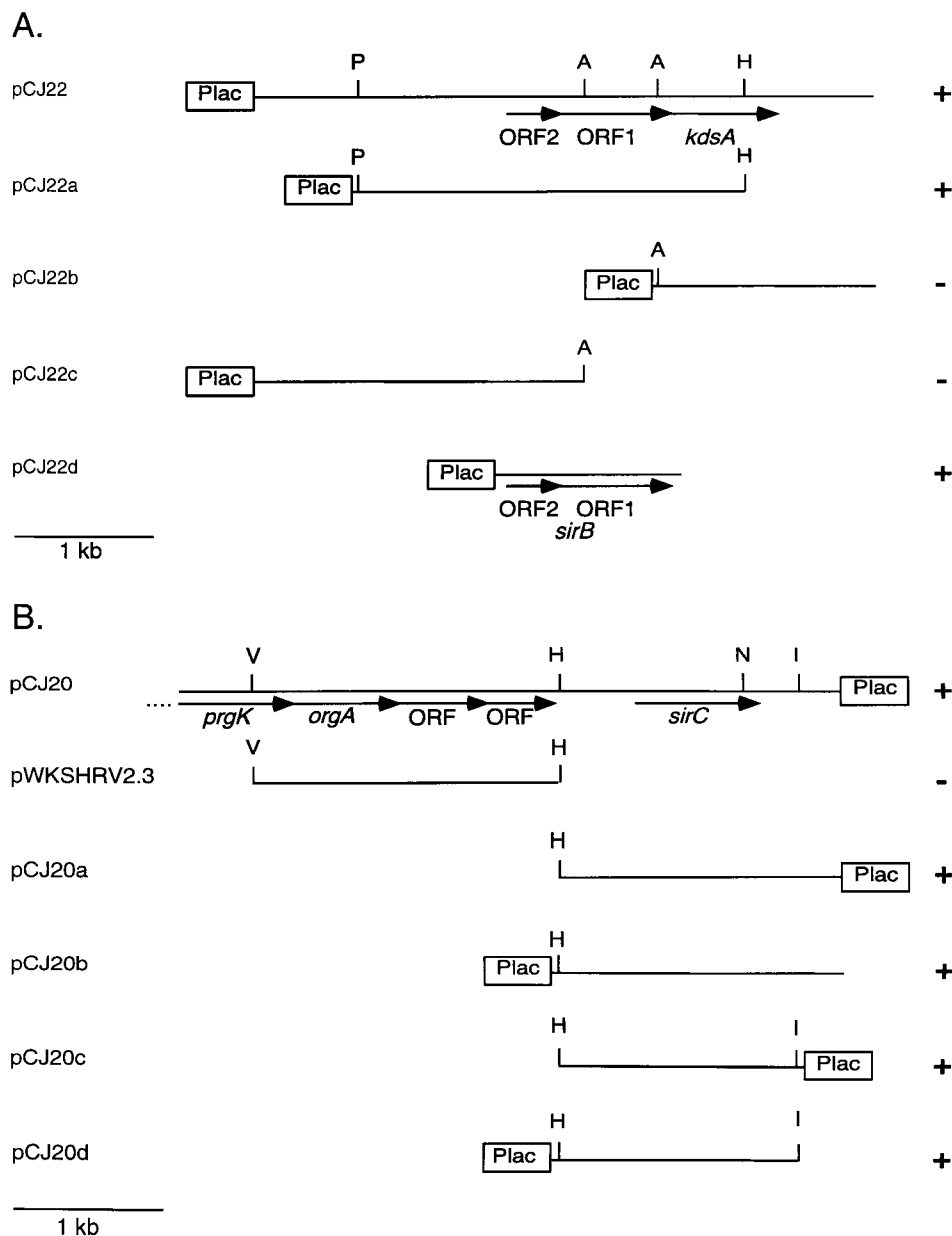 A.
P A A H
pCJ22 Plac +
ORF2 ORF1 kdsA
P H
pCJ22a Plac +
A
pCJ22b Plac -
A
pCJ22c Plac -
pCJ22d Plac +
ORF2 ORF1
sirB
1 kb
B.
V H N I
pCJ20 Plac +
.... prgK orgA ORF ORF sirC
V H
pWKSHRV2.3 -
H
pCJ20a Plac +
H
pCJ20b Plac +
H I
pCJ20c Plac +
H I
pCJ20d Plac +
1 kb